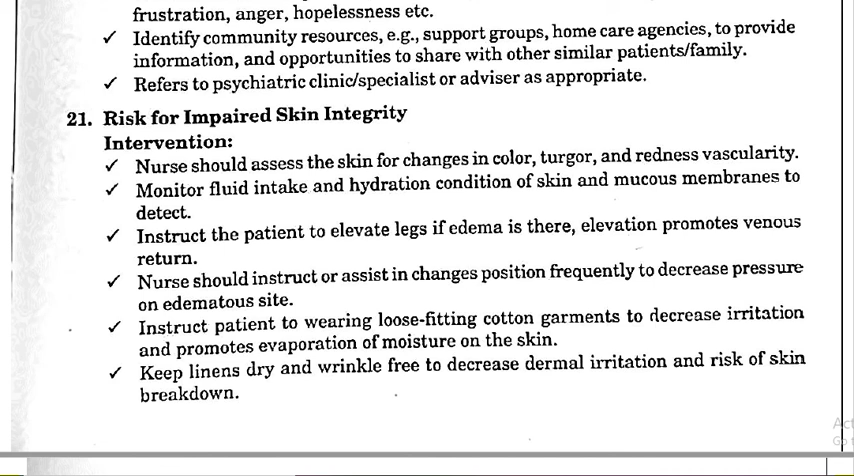 frustration, anger, hopelessness etc.
✓ Identify community resources, e.g., support groups, home care agencies, to provide
information, and opportunities to share with other similar patients/family.
✓ Refers to psychiatric clinic/specialist or adviser as appropriate.
21. Risk for Impaired Skin Integrity
Intervention:
✓ Nurse should assess the skin for changes in color, turgor, and redness vascularity.
✓ Monitor fluid intake and hydration condition of skin and mucous membranes to
detect.
✓ Instruct the patient to elevate legs if edema is there, elevation promotes venous
return.
✓ Nurse should instruct or assist in changes position frequently to decrease pressure
on edematous site.
✓ Instruct patient to wearing loose-fitting cotton garments to decrease irritation
and promotes evaporation of moisture on the skin.
✓ Keep linens dry and wrinkle free to decrease dermal irritation and risk of skin
breakdown.